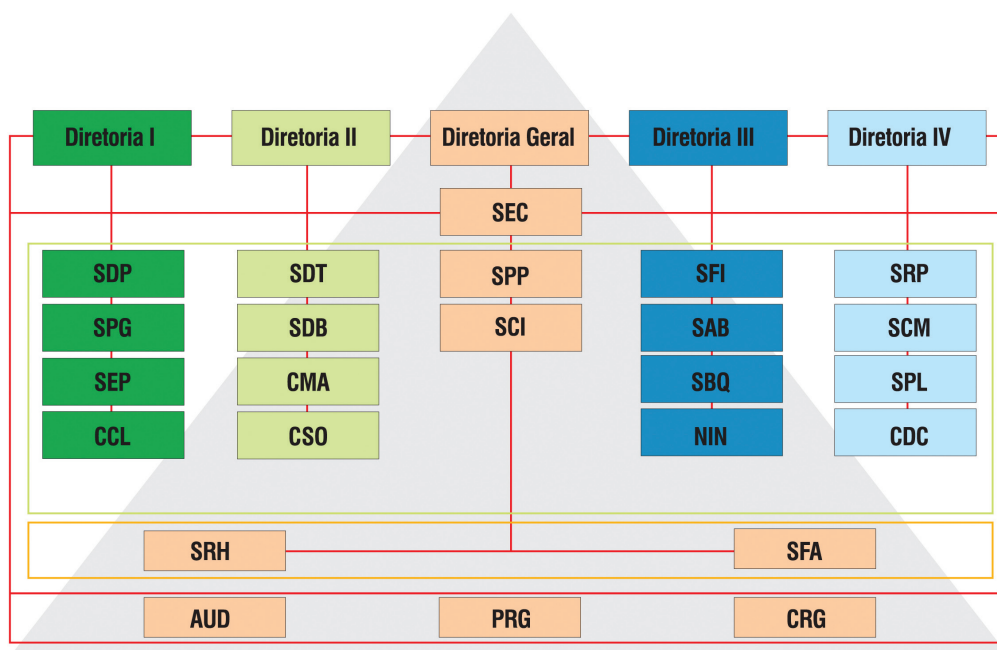 Diretoria I
Diretoria II
Diretoria Geral
Diretoria III
Diretoria IV
SEC
SDP
SDT
SPP
SFI
SRP
SPG
SDB
SCI
SAB
SCM
SEP
CMA
SBQ
SPL
CCL
CSO
NIN
CDC
SRH
SFA
AUD
PRG
CRG